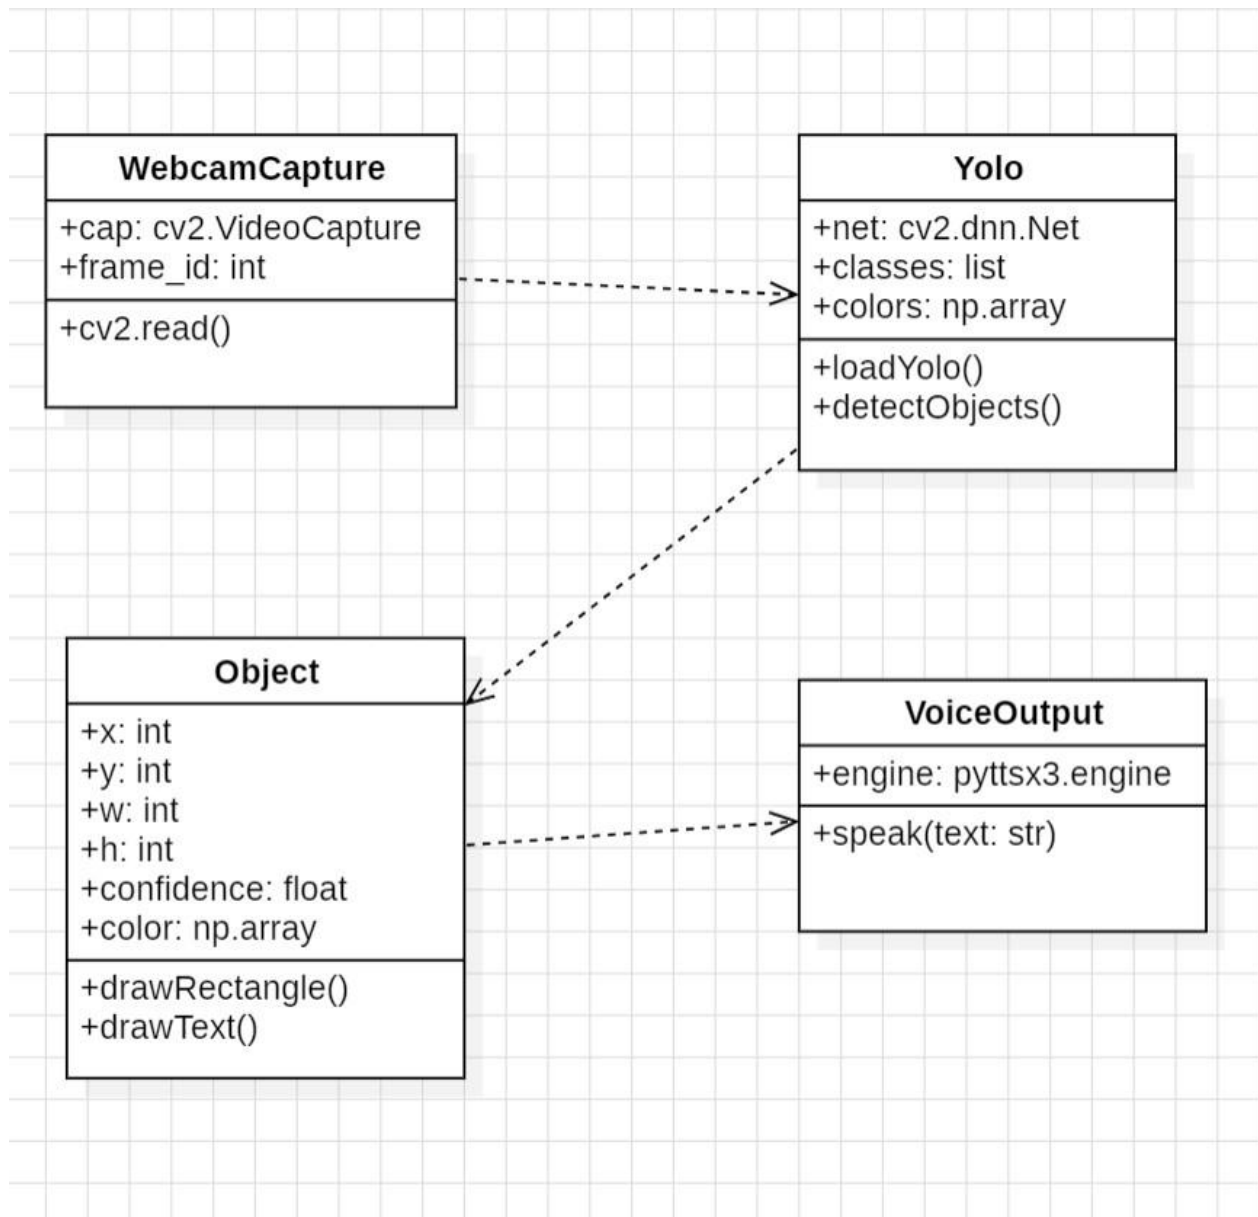 WebcamCapture
+cap: cv2.VideoCapture
+frame_id: int
+cv2.read()
Yolo
+net: cv2.dnn.Net
+classes: list
+colors: np.array
+loadYolo()
+detectObjects()
Object
+x: int
+y: int
+w: int
+h: int
+confidence: float
+color: np.array
+drawRectangle()
+drawText()
VoiceOutput
+engine: pyttsx3.engine
+speak(text: str)